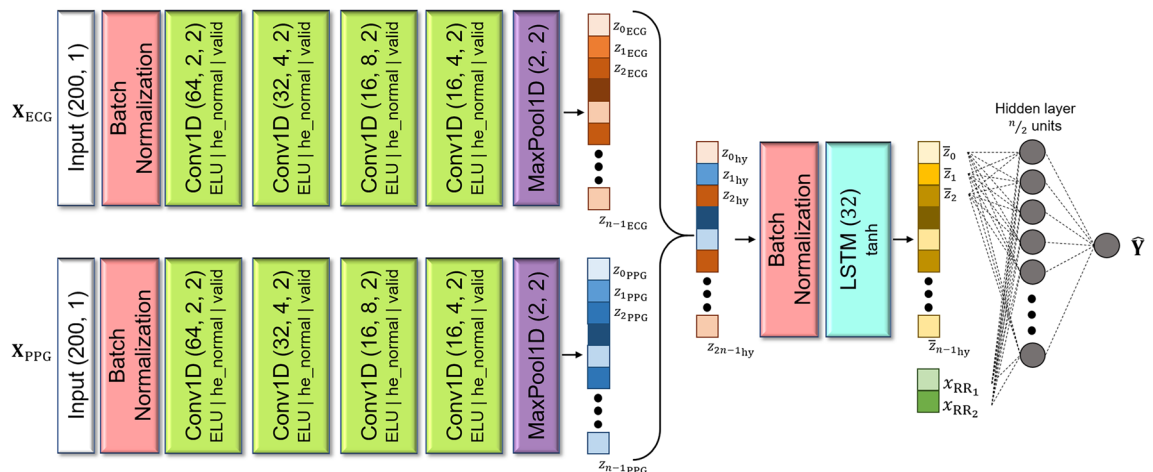 X_ECG
Input (200, 1)
Batch
Normalization
Conv1D (64, 2, 2)
ELU | he_normal | valid
Conv1D (32, 4, 2)
ELU | he_normal | valid
Conv1D (16, 8, 2)
ELU | he_normal | valid
Conv1D (16, 4, 2)
ELU | he_normal | valid
MaxPool1D (2, 2)
z_0ECG
z_1ECG
z_2ECG
z_n-1ECG
X_PPG
Input (200, 1)
Batch
Normalization
Conv1D (64, 2, 2)
ELU | he_normal | valid
Conv1D (32, 4, 2)
ELU | he_normal | valid
Conv1D (16, 8, 2)
ELU | he_normal | valid
Conv1D (16, 4, 2)
ELU | he_normal | valid
MaxPool1D (2, 2)
z_0PPG
z_1PPG
z_2PPG
z_n-1PPG
z_0hy
z_1hy
z_2hy
z_2n-1hy
Batch
Normalization
LSTM (32)
tanh
z̅_0
z̅_1
z̅_2
z̅_n-1hy
x_RR1
x_RR2
Hidden layer
n/2 units
Ŷ